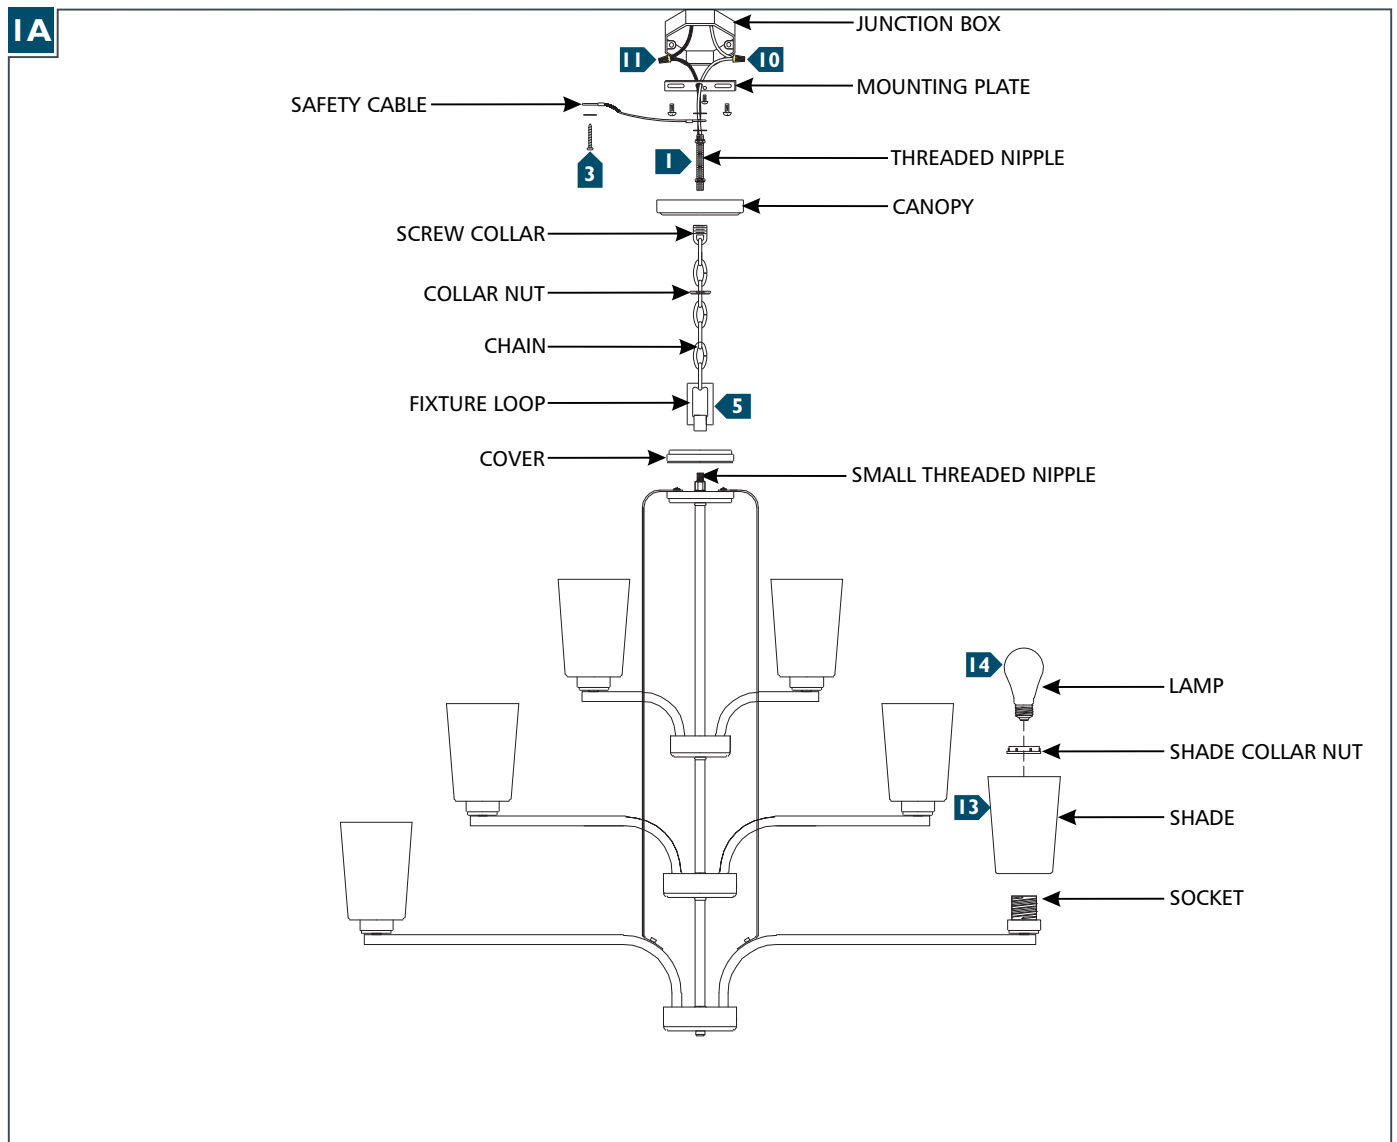 1A
JUNCTION BOX
11
10
MOUNTING PLATE
SAFETY CABLE
1
THREADED NIPPLE
3
CANOPY
SCREW COLLAR
COLLAR NUT
CHAIN
FIXTURE LOOP
5
COVER
SMALL THREADED NIPPLE
14
LAMP
SHADE COLLAR NUT
13
SHADE
SOCKET